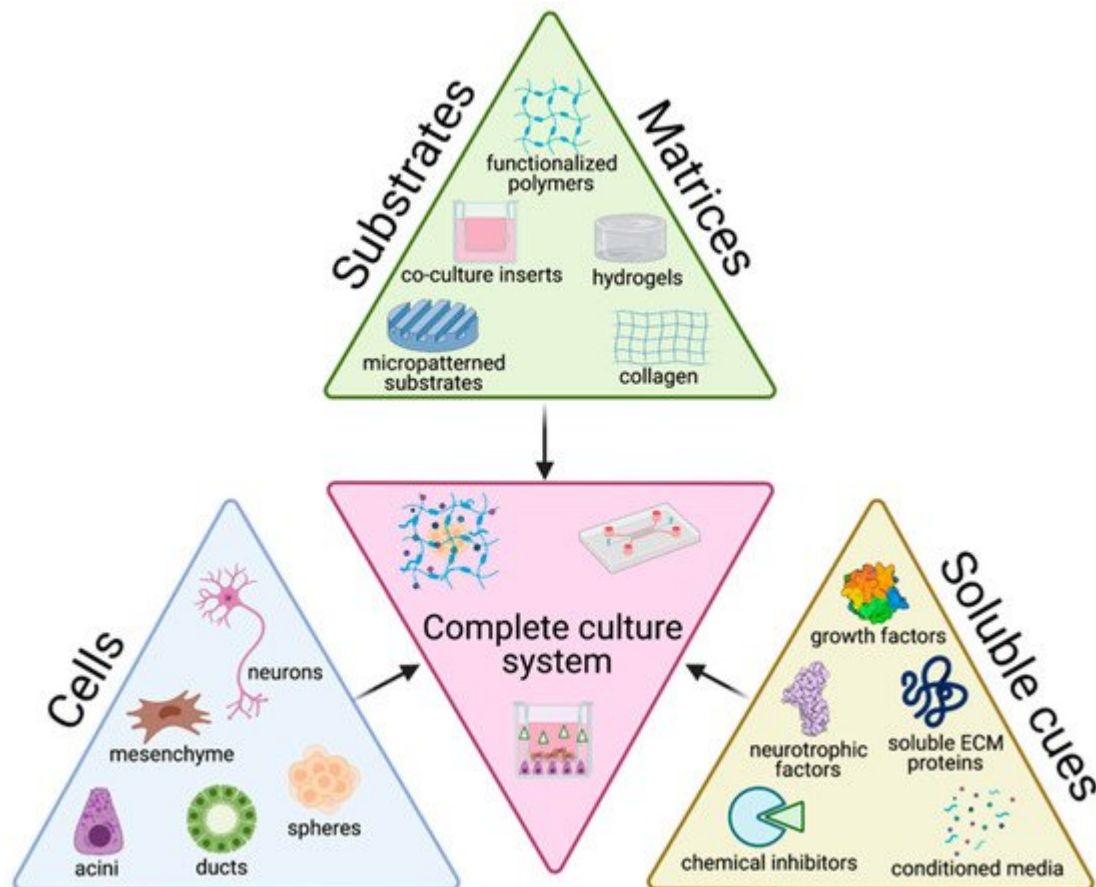 Substrates
Matrices
functionalized
polymers
co-culture inserts
hydrogels
micropatterned
substrates
collagen
Cells
neurons
mesenchyme
spheres
acini
ducts
Complete culture
system
Soluble cues
growth factors
neurotrophic
factors
soluble ECM
proteins
chemical inhibitors
conditioned media